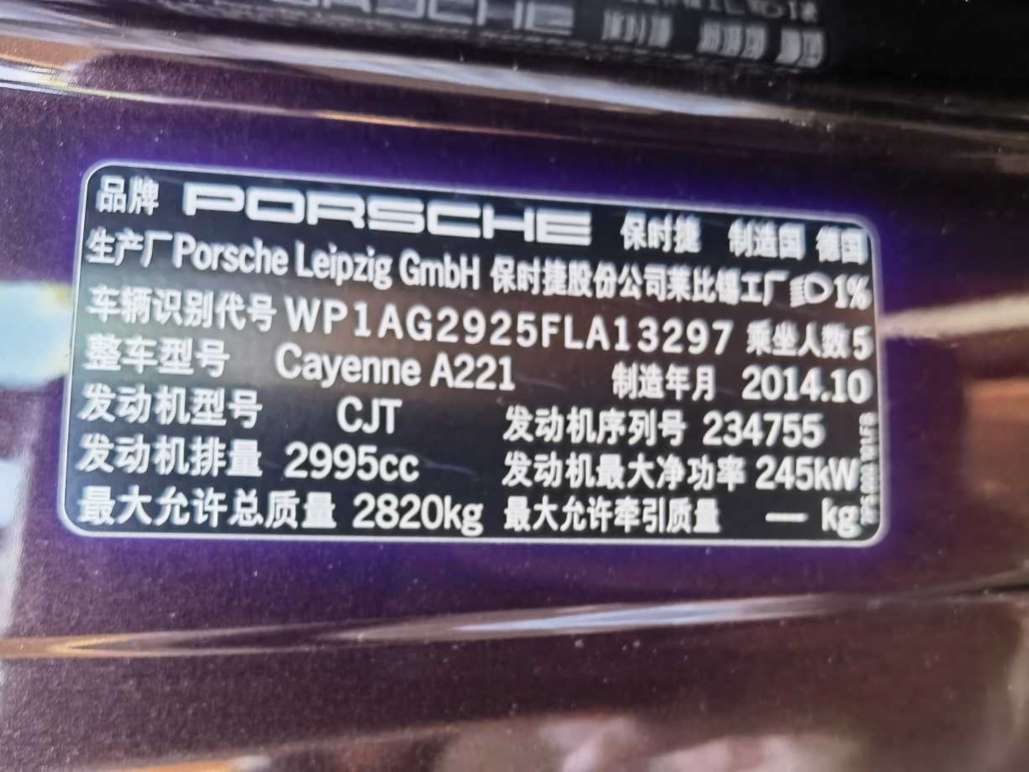 品牌 PORSCHE 保时捷 制造国 德国
生产厂 Porsche Leipzig GmbH 保时捷股份公司莱比锡工厂 1%
车辆识别代号 WP1AG2925FLA13297 乘坐人数 5
整车型号 Cayenne A221 制造年月 2014.10
发动机型号 CJT 发动机序列号 234755
发动机排量 2995cc 发动机最大净功率 245kW
最大允许总质量 2820kg 最大允许牵引质量 — kg